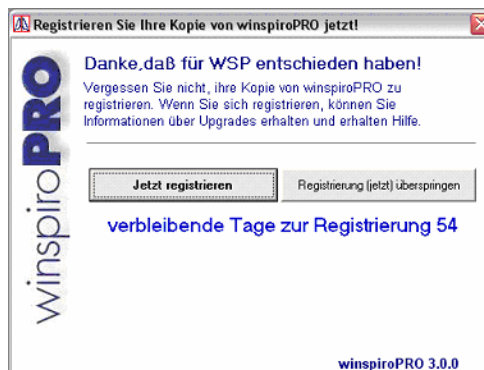 Registrieren Sie Ihre Kopie von winspiroPRO jetzt!
winspiroPRO
Danke,daß für WSP entschieden haben!
Vergessen Sie nicht, ihre Kopie von winspiroPRO zu
registrieren. Wenn Sie sich registrieren, können Sie
Informationen über Upgrades erhalten und erhalten Hilfe.
Jetzt registrieren
Registrierung (jetzt) überspringen
verbleibende Tage zur Registrierung 54
winspiroPRO 3.0.0